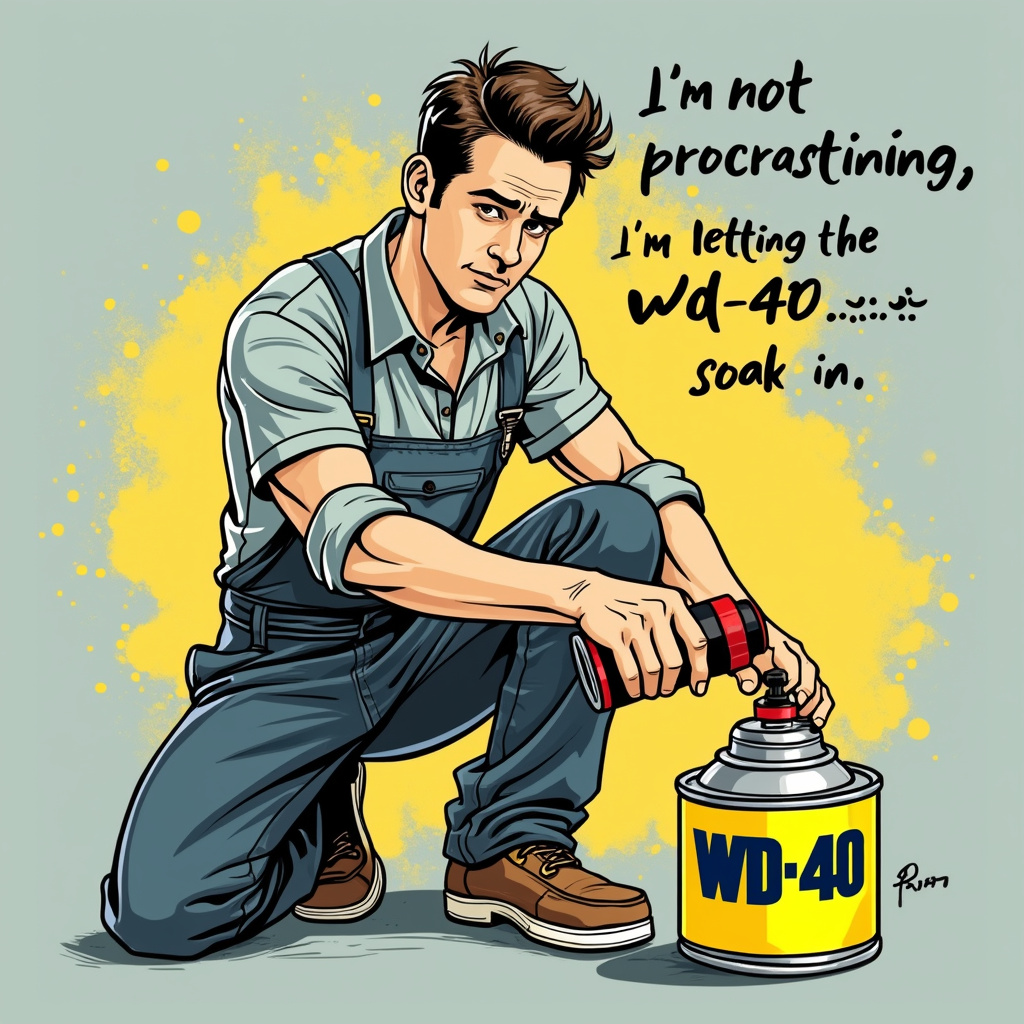 I'm not
procrastining,
I'm letting the
Wd-40......
soak in.
WD-40